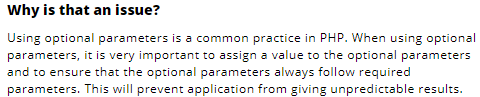 Why is that an issue?
Using optional parameters is a common practice in PHP. When using optional
parameters, it is very important to assign a value to the optional parameters
and to ensure that the optional parameters always follow required
parameters. This will prevent application from giving unpredictable results.